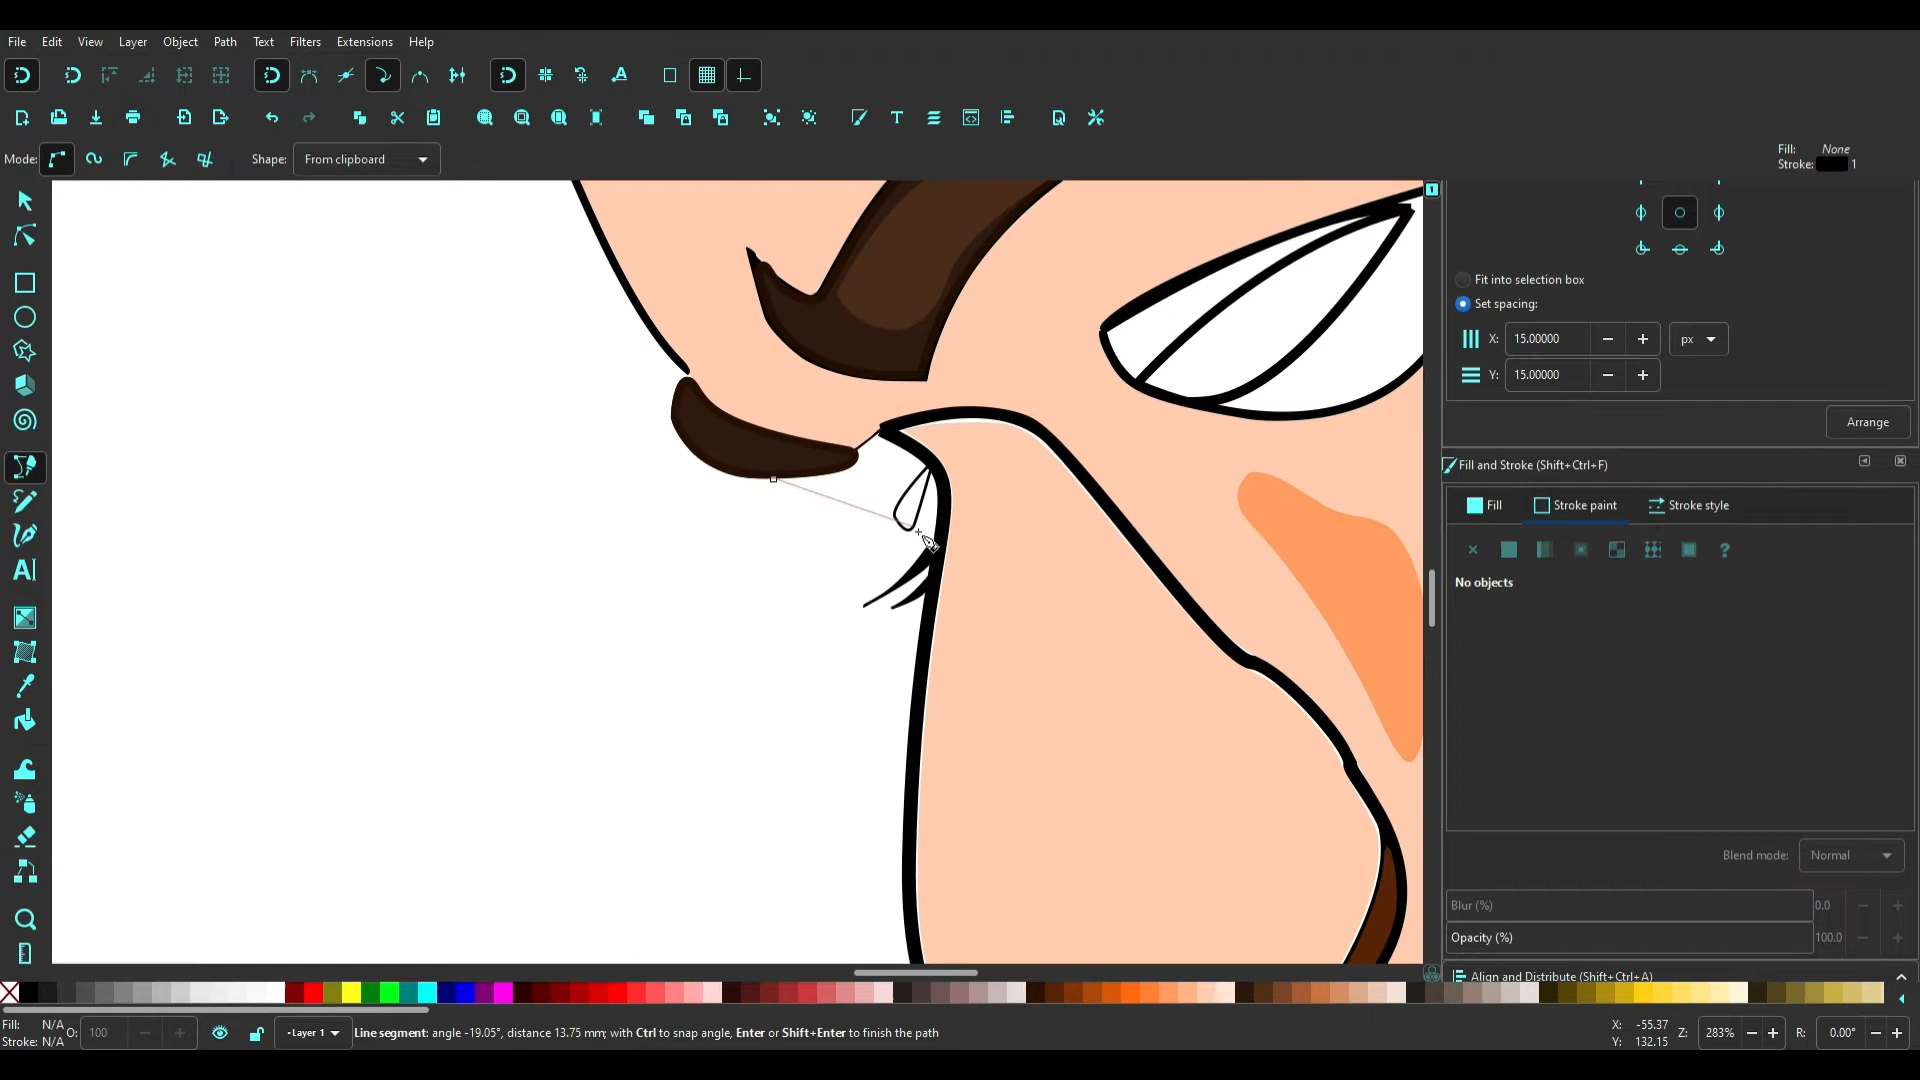 File Edit View Layer Object Path Text Filters Extensions Help
Mode: Shape: From clipboard
Fill: None
Stroke: 1
1
Fit into selection box
Set spacing:
X: 15.00000 px
Y: 15.00000
Arrange
Fill and Stroke (Shift+Ctrl+F)
Fill Stroke paint Stroke style
No objects
Blend mode: Normal
Blur (%) 0.0
Opacity (%) 100.0
Align and Distribute (Shift+Ctrl+A)
Fill: N/A
Stroke: N/A
O: 100
Layer 1
Line segment: angle -19.05°, distance 13.75 mm; with Ctrl to snap angle, Enter or Shift+Enter to finish the path
X: -55.37
Y: 132.15
Z: 283%
R: 0.00°